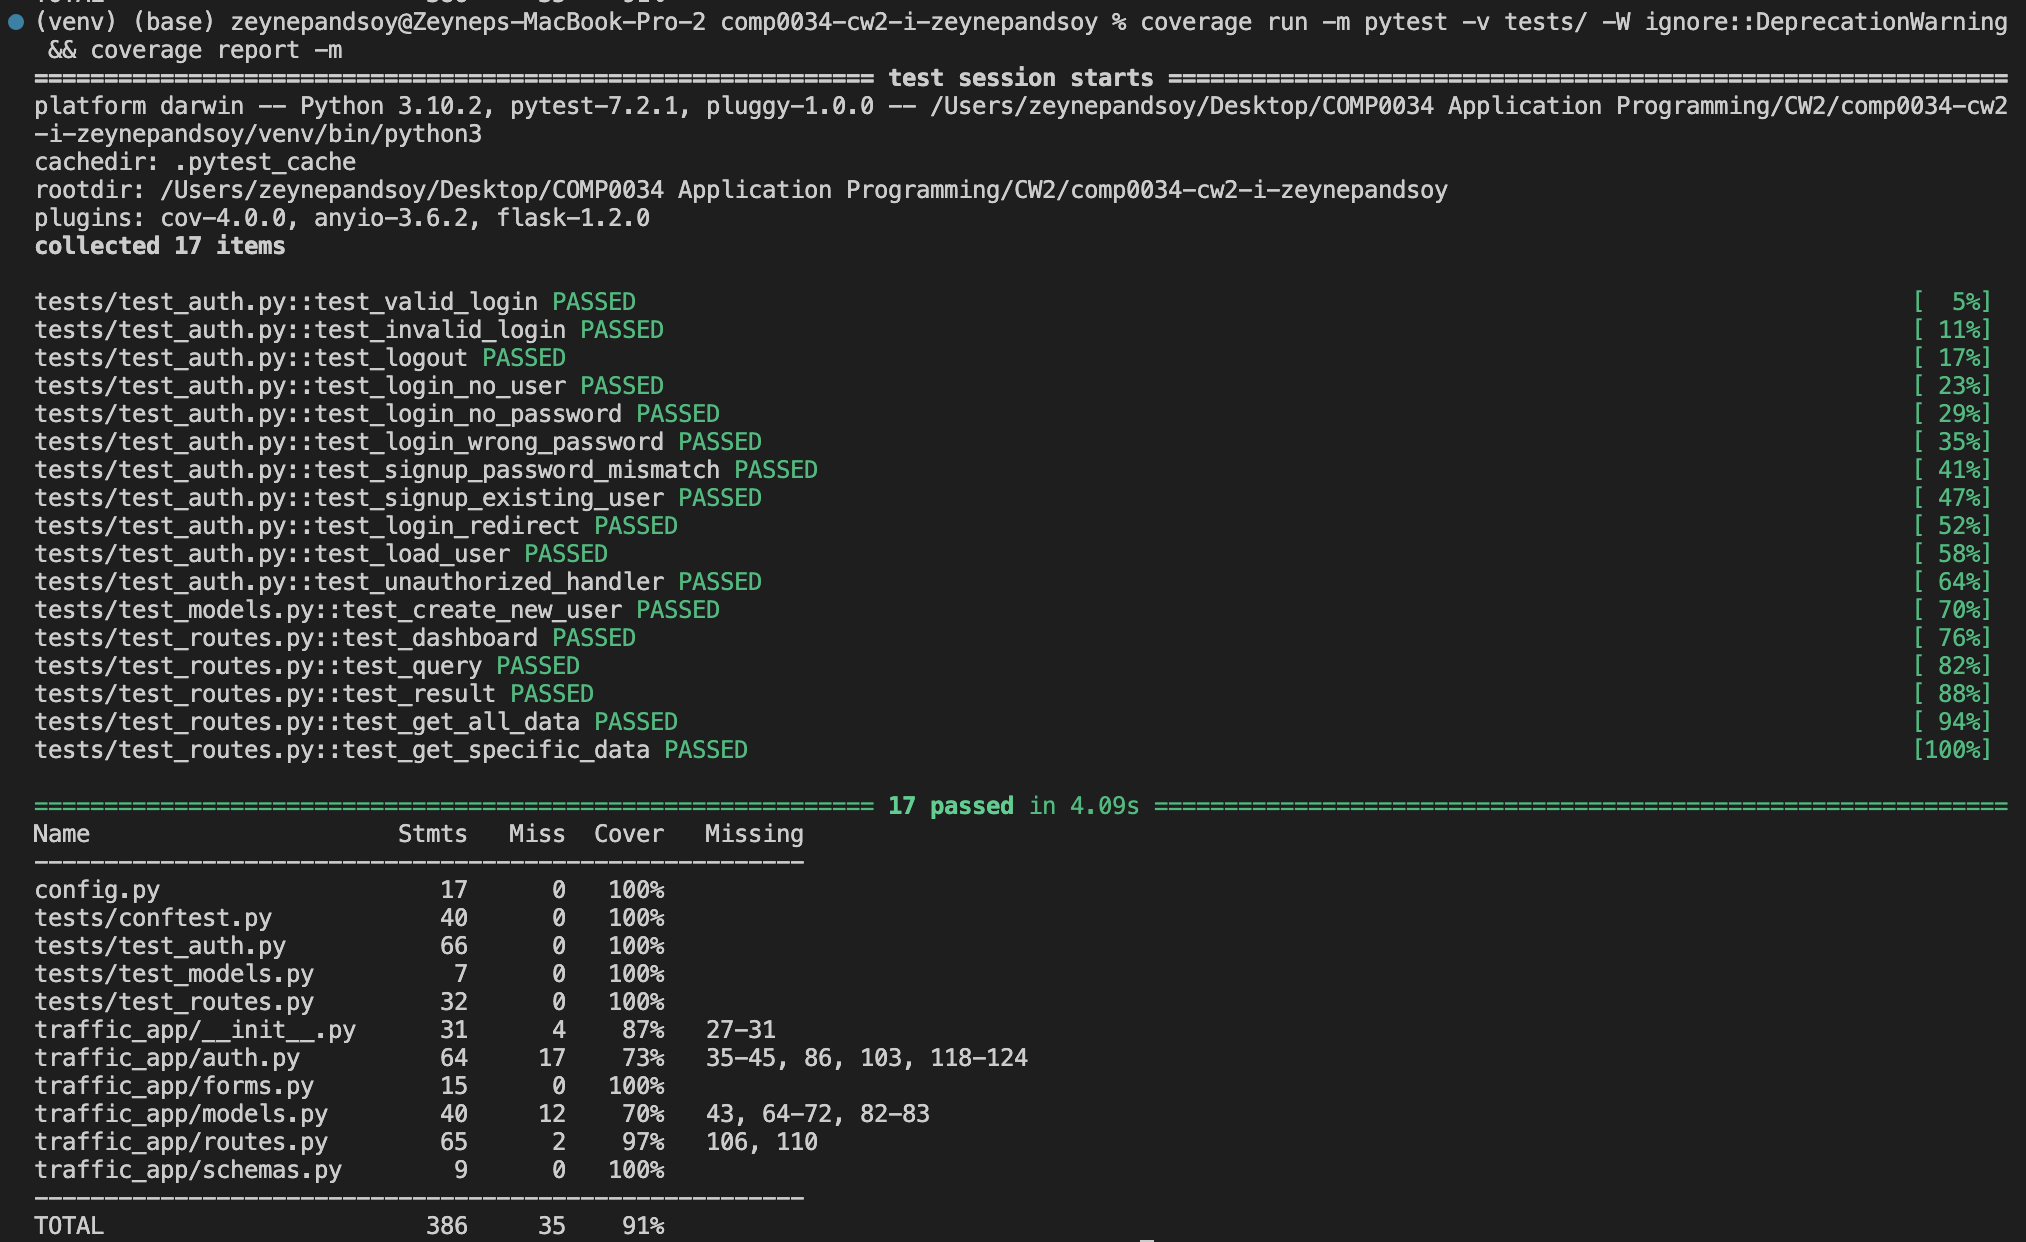 (venv) (base) zeynepandsoy@Zeyneps-MacBook-Pro-2 comp0034-cw2-i-zeynepandsoy % coverage run -m pytest -v tests/ -W ignore::DeprecationWarning
&& coverage report -m
============================================================ test session starts ============================================================
platform darwin -- Python 3.10.2, pytest-7.2.1, pluggy-1.0.0 -- /Users/zeynepandsoy/Desktop/COMP0034 Application Programming/CW2/comp0034-cw2
-i-zeynepandsoy/venv/bin/python3
cachedir: .pytest_cache
rootdir: /Users/zeynepandsoy/Desktop/COMP0034 Application Programming/CW2/comp0034-cw2-i-zeynepandsoy
plugins: cov-4.0.0, anyio-3.6.2, flask-1.2.0
collected 17 items
tests/test_auth.py::test_valid_login PASSED [  5%]
tests/test_auth.py::test_invalid_login PASSED [ 11%]
tests/test_auth.py::test_logout PASSED [ 17%]
tests/test_auth.py::test_login_no_user PASSED [ 23%]
tests/test_auth.py::test_login_no_password PASSED [ 29%]
tests/test_auth.py::test_login_wrong_password PASSED [ 35%]
tests/test_auth.py::test_signup_password_mismatch PASSED [ 41%]
tests/test_auth.py::test_signup_existing_user PASSED [ 47%]
tests/test_auth.py::test_login_redirect PASSED [ 52%]
tests/test_auth.py::test_load_user PASSED [ 58%]
tests/test_auth.py::test_unauthorized_handler PASSED [ 64%]
tests/test_models.py::test_create_new_user PASSED [ 70%]
tests/test_routes.py::test_dashboard PASSED [ 76%]
tests/test_routes.py::test_query PASSED [ 82%]
tests/test_routes.py::test_result PASSED [ 88%]
tests/test_routes.py::test_get_all_data PASSED [ 94%]
tests/test_routes.py::test_get_specific_data PASSED [100%]
============================================================ 17 passed in 4.09s =============================================================
Name                      Stmts   Miss  Cover   Missing
-------------------------------------------------------
config.py                    17      0   100%
tests/conftest.py            40      0   100%
tests/test_auth.py           66      0   100%
tests/test_models.py          7      0   100%
tests/test_routes.py         32      0   100%
traffic_app/__init__.py      31      4    87%   27-31
traffic_app/auth.py          64     17    73%   35-45, 86, 103, 118-124
traffic_app/forms.py         15      0   100%
traffic_app/models.py        40     12    70%   43, 64-72, 82-83
traffic_app/routes.py        65      2    97%   106, 110
traffic_app/schemas.py        9      0   100%
-------------------------------------------------------
TOTAL                       386     35    91%